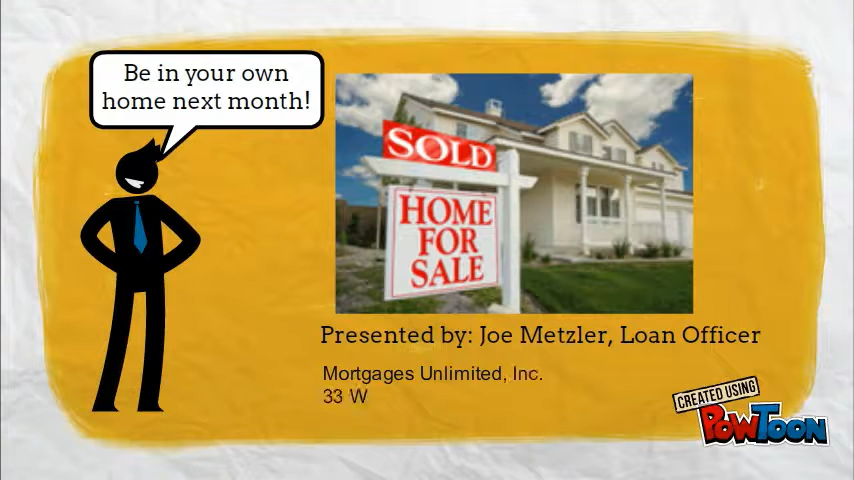 Be in your own
home next month!
SOLD
HOME
FOR
SALE
Presented by: Joe Metzler, Loan Officer
Mortgages Unlimited, Inc.
33 W
CREATED USING
POWTOON